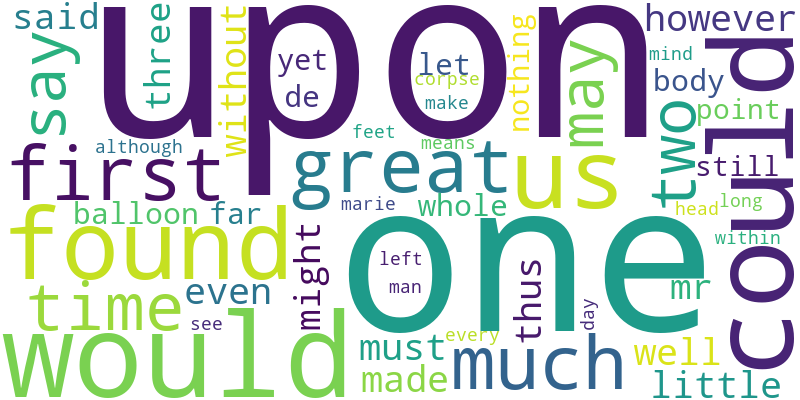 said
three
without
upon
yet
de
let
corpse
make
nothing
may
however
mind
body
point
could
say
although
feet
means
first
great
us
two
still
marie
whole
head
long
balloon
far
found
one
within
left
man
might
thus
mr
time
even
see
day
would
must
every
much
well
made
little